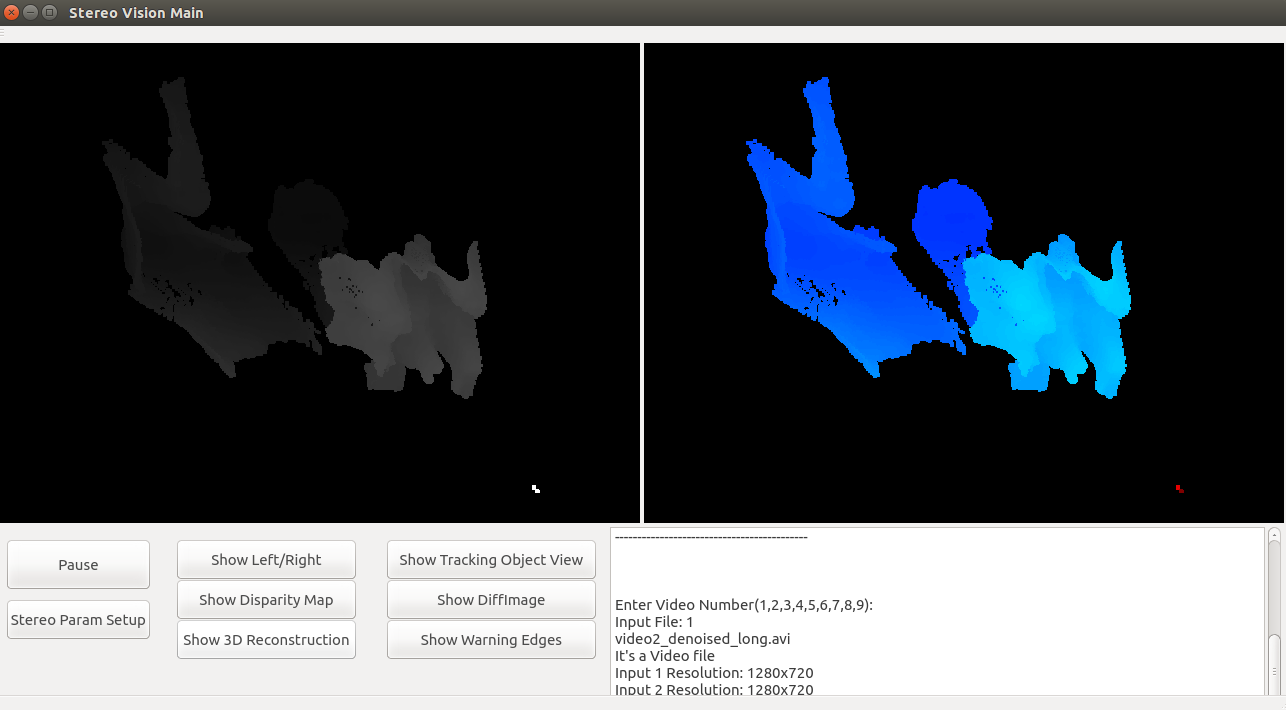 Stereo Vision Main
Pause
Stereo Param Setup
Show Left/Right
Show Disparity Map
Show 3D Reconstruction
Show Tracking Object View
Show DiffImage
Show Warning Edges
-------------------------------------------
Enter Video Number(1,2,3,4,5,6,7,8,9):
Input File: 1
video2_denoised_long.avi
It's a Video file
Input 1 Resolution: 1280x720
Input 2 Resolution: 1280x720